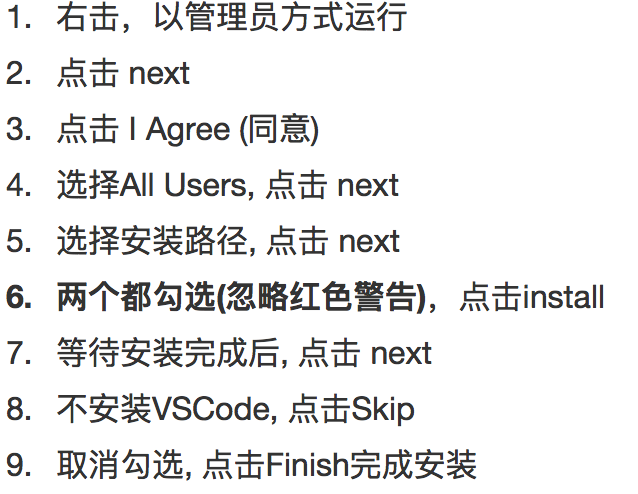 1. 右击，以管理员方式运行
2. 点击 next
3. 点击 I Agree (同意)
4. 选择All Users, 点击 next
5. 选择安装路径, 点击 next
6. 两个都勾选(忽略红色警告)，点击install
7. 等待安装完成后, 点击 next
8. 不安装VSCode, 点击Skip
9. 取消勾选, 点击Finish完成安装